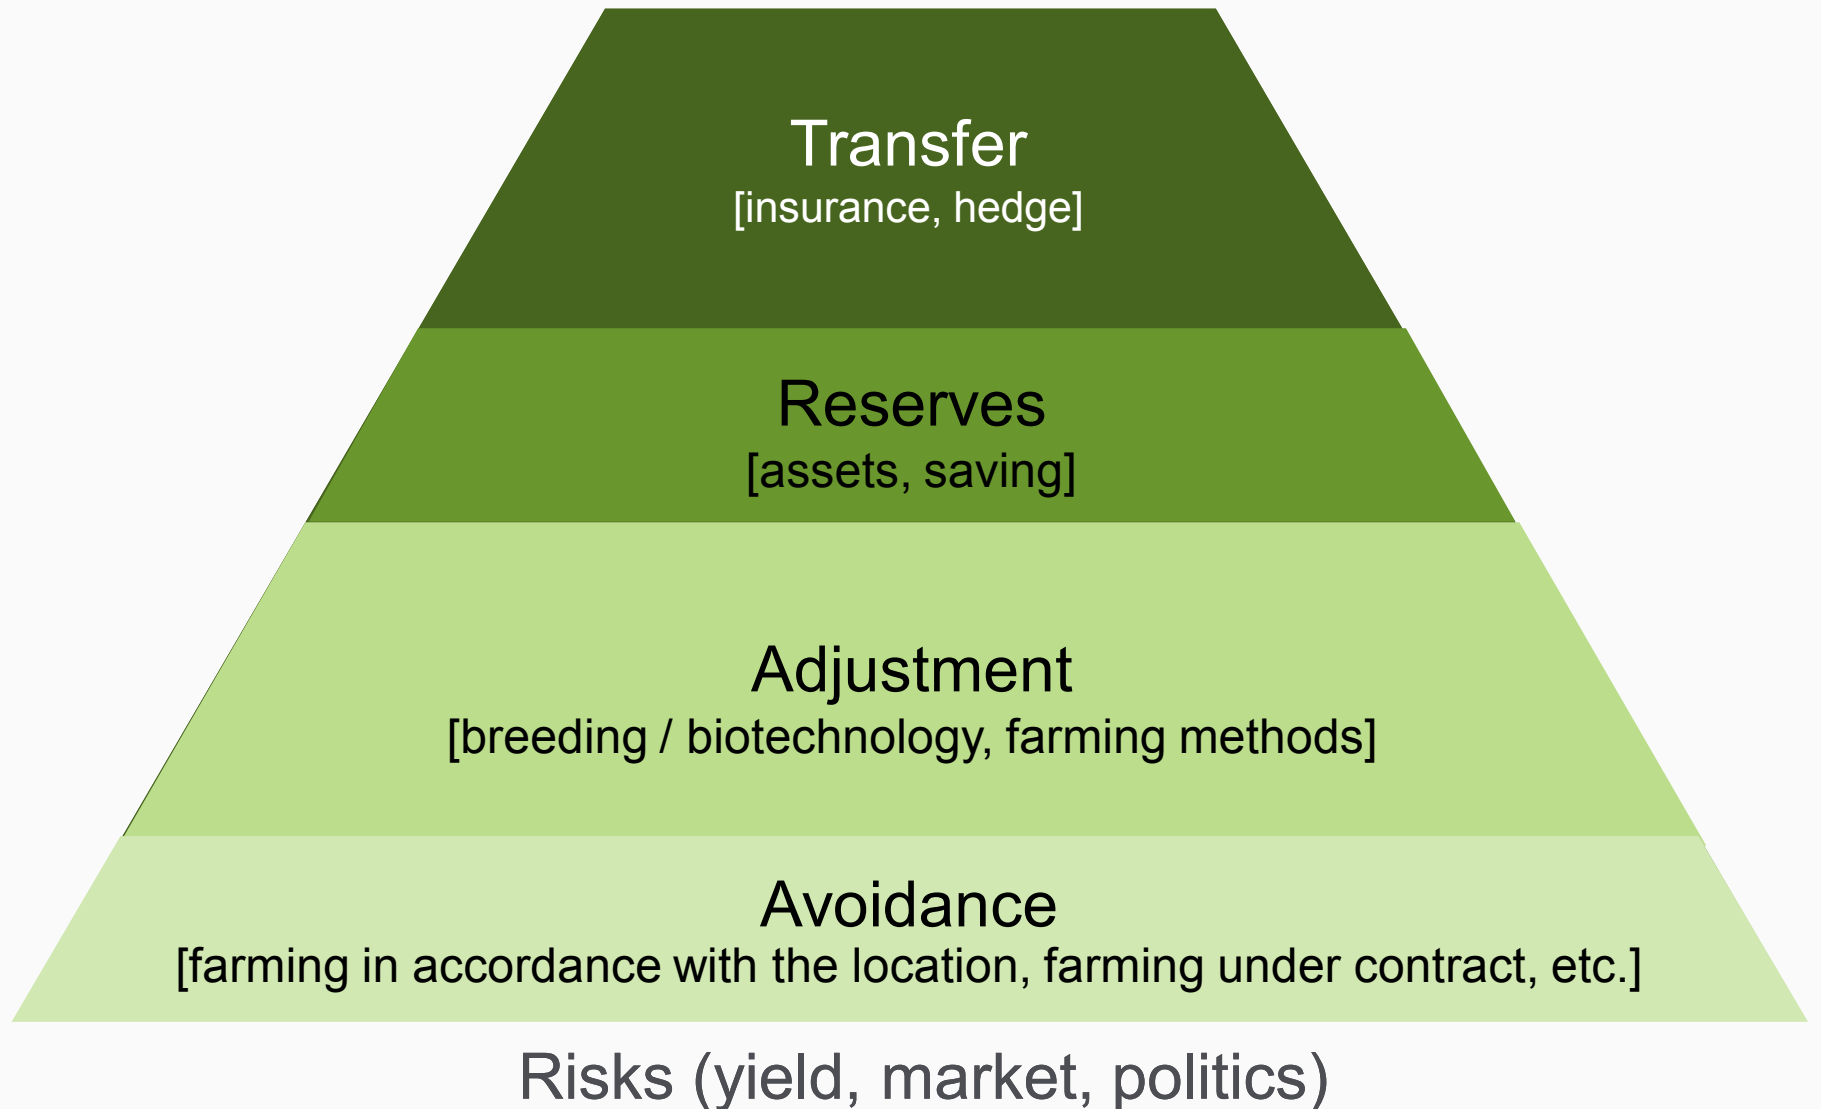 Transfer
[insurance, hedge]
Reserves
[assets, saving]
Adjustment
[breeding / biotechnology, farming methods]
Avoidance
[farming in accordance with the location, farming under contract, etc.]
Risks (yield, market, politics)